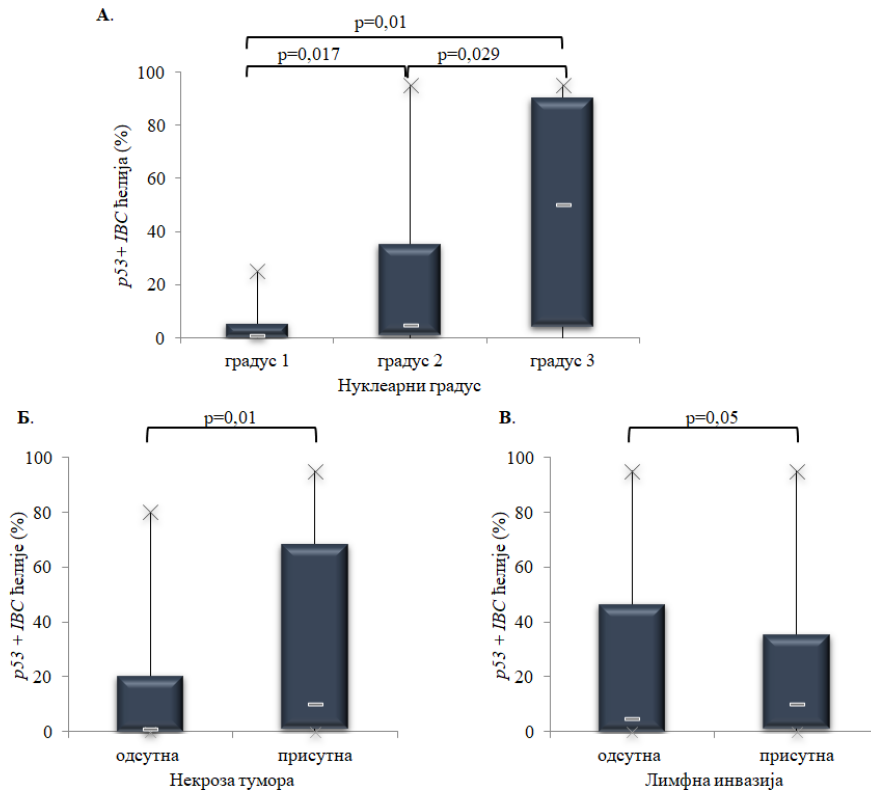 А.
p=0,01
p=0,017 p=0,029
100
80
60
40
20
0
p53+ IBC ћелија (%)
градус 1 градус 2 градус 3
Нуклеарни градус
Б.
p=0,01
100
80
60
40
20
0
p53 + IBC ћелије (%)
одсутна присутна
Некроза тумора
В.
p=0,05
100
80
60
40
20
0
p53 + IBC ћелије (%)
одсутна присутна
Лимфна инвазија